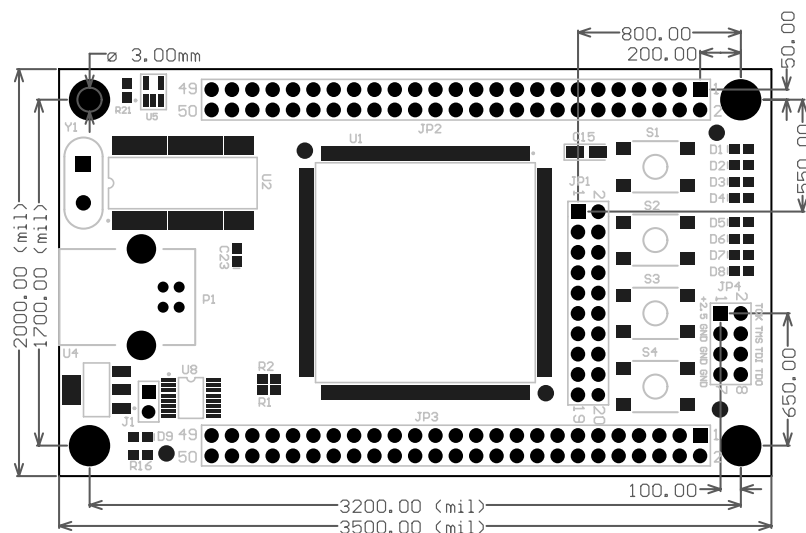 800.00
50.00
200.00
ø 3.00mm
49
1
R21
U5
50
2
JP2
Y1
U1
C15
S1
D1
D2
D3
D4
550.00
U2
JP1
1
2
S2
D5
D6
D7
D8
2000.00 (mil)
1700.00 (mil)
C23
P1
S3
JP4
1
2
+2.5 GND GND GND
TCK TMS TDI TDO
7
8
650.00
U4
U8
R2
R1
S4
J1
19
20
JP3
49
D9
1
50
R16
2
100.00
3200.00 (mil)
3500.00 (mil)